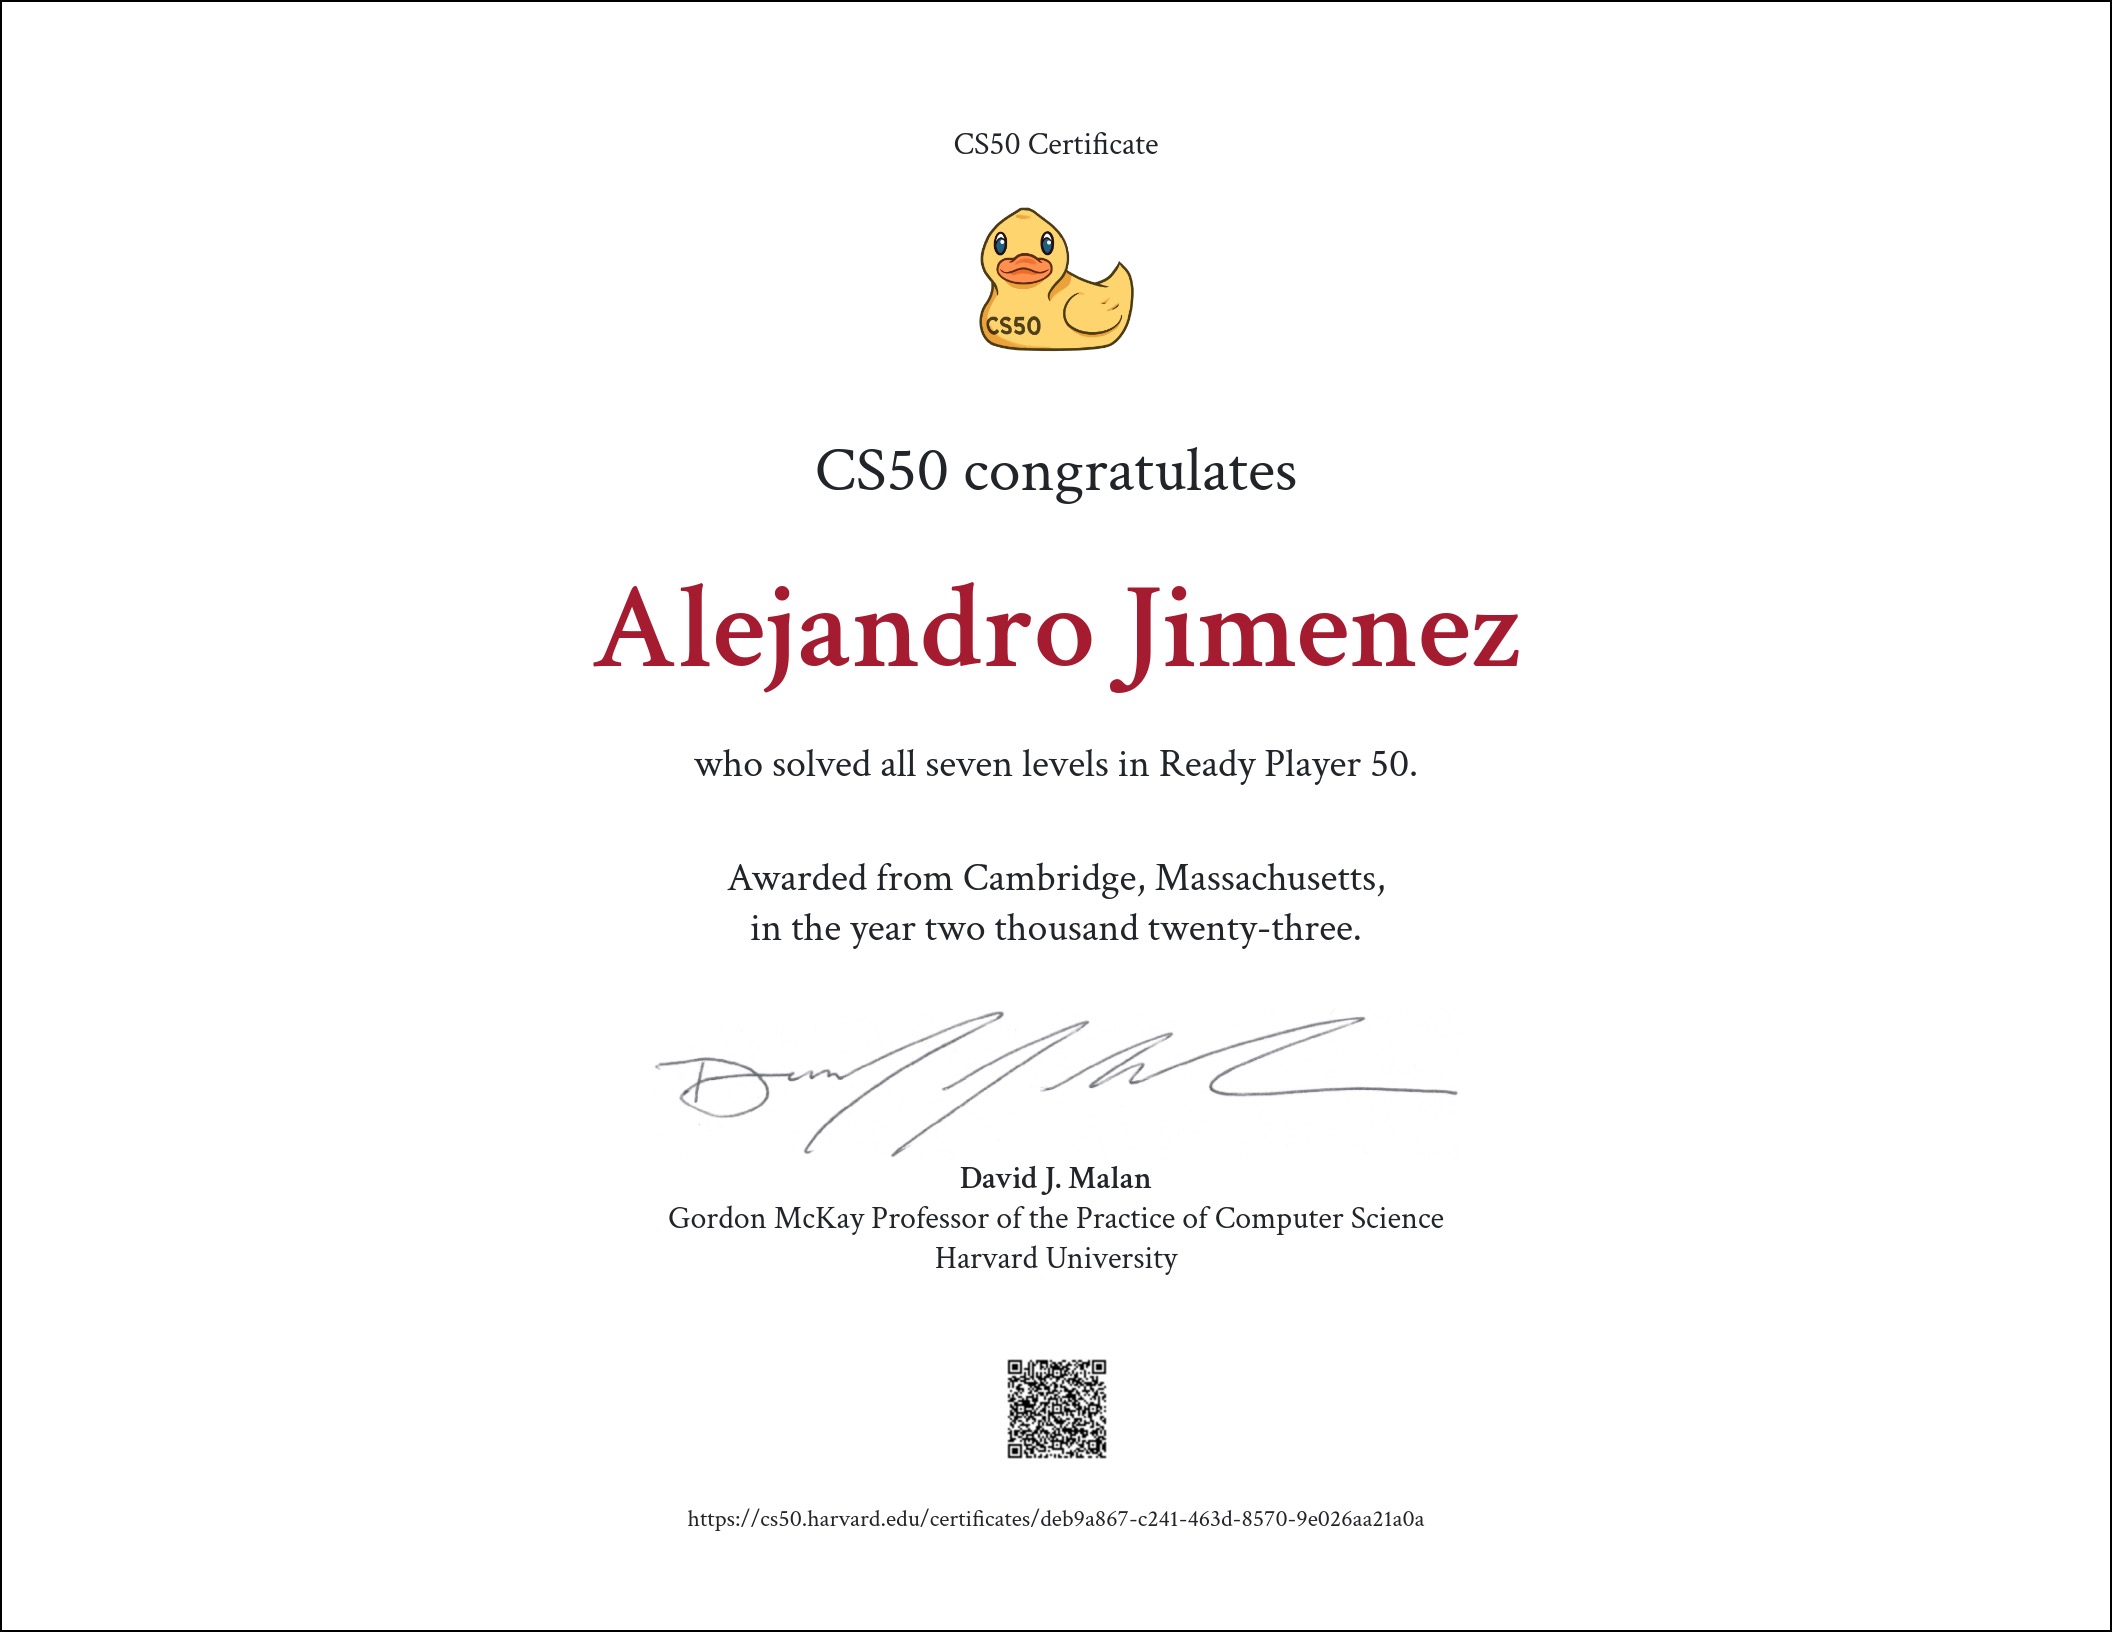 CS50 Certificate
CS50
CS50 congratulates
Alejandro Jimenez
who solved all seven levels in Ready Player 50.
Awarded from Cambridge, Massachusetts,
in the year two thousand twenty-three.
David J. Malan
Gordon McKay Professor of the Practice of Computer Science
Harvard University
https://cs50.harvard.edu/certificates/deb9a867-c241-463d-8570-9e026aa21a0a